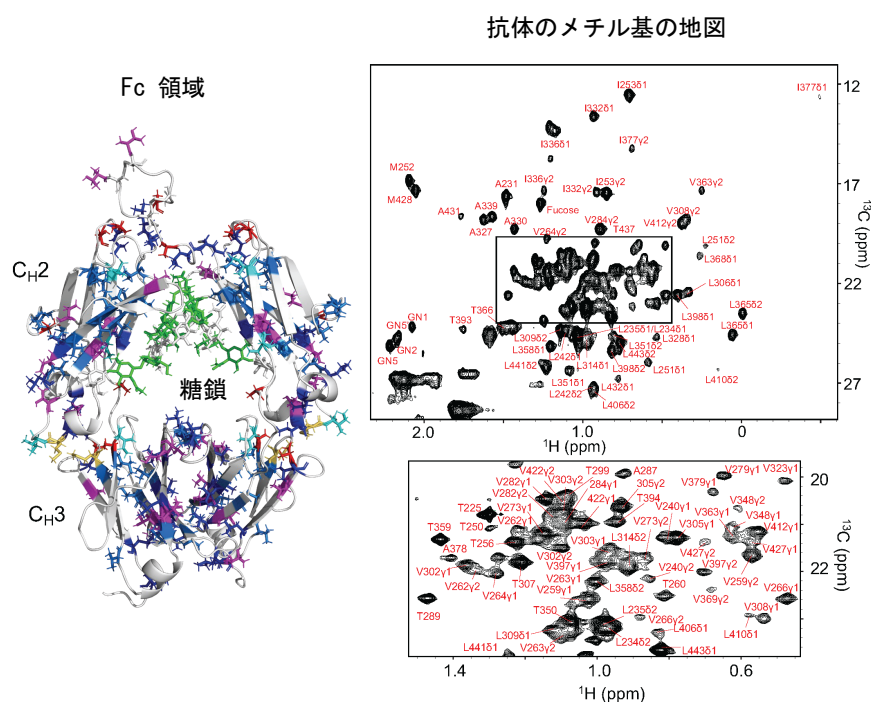 抗体のメチル基の地図
Fc 領域
CH2
糖鎖
CH3
I253δ1
I377δ1
I332δ1
I336δ1
I377γ2
M252
M428
A231
I336γ2
I332γ2
I253γ2
V363γ2
A431
A339
Fucose
V308γ2
A327
A330
V284γ2
V412γ2
V264γ2
T437
L251δ2
L368δ1
L306δ1
T366
L398δ1
L365δ2
GN1
T393
L235δ1/L234δ1
L365δ1
GN5
L309δ2
L328δ1
GN2
L358δ1
L242δ1
L351δ2
GN5
L441δ2
L314δ1
L443δ2
L398δ2
L251δ1
L351δ1
L432δ1
L410δ2
L242δ2
L406δ2
12
17
22
27
13C (ppm)
2.0
1.0
0
1H (ppm)
V422γ2
V303γ2
T299
A287
V279γ1
V323γ1
V282γ1
284γ1
305γ2
V379γ1
V282γ2
422γ1
T394
V348γ2
T225
V273γ1
V240γ1
V363γ1
V348γ1
T250
V262γ1
V273γ2
V305γ1
V412γ1
T359
T256
V303γ1
L314δ2
V302γ2
V427γ2
V427γ1
A378
V397γ1
V397γ2
V302γ1
V263γ1
V240γ2
V259γ2
V262γ2
T307
L358δ2
T260
V264γ1
V259γ1
V369γ2
V266γ1
T289
T350
L235δ2
V266γ2
V308γ1
L309δ1
L406δ1
L410δ1
L441δ1
V263γ2
L234δ2
L443δ1
20
22
13C (ppm)
1.4
1.0
0.6
1H (ppm)